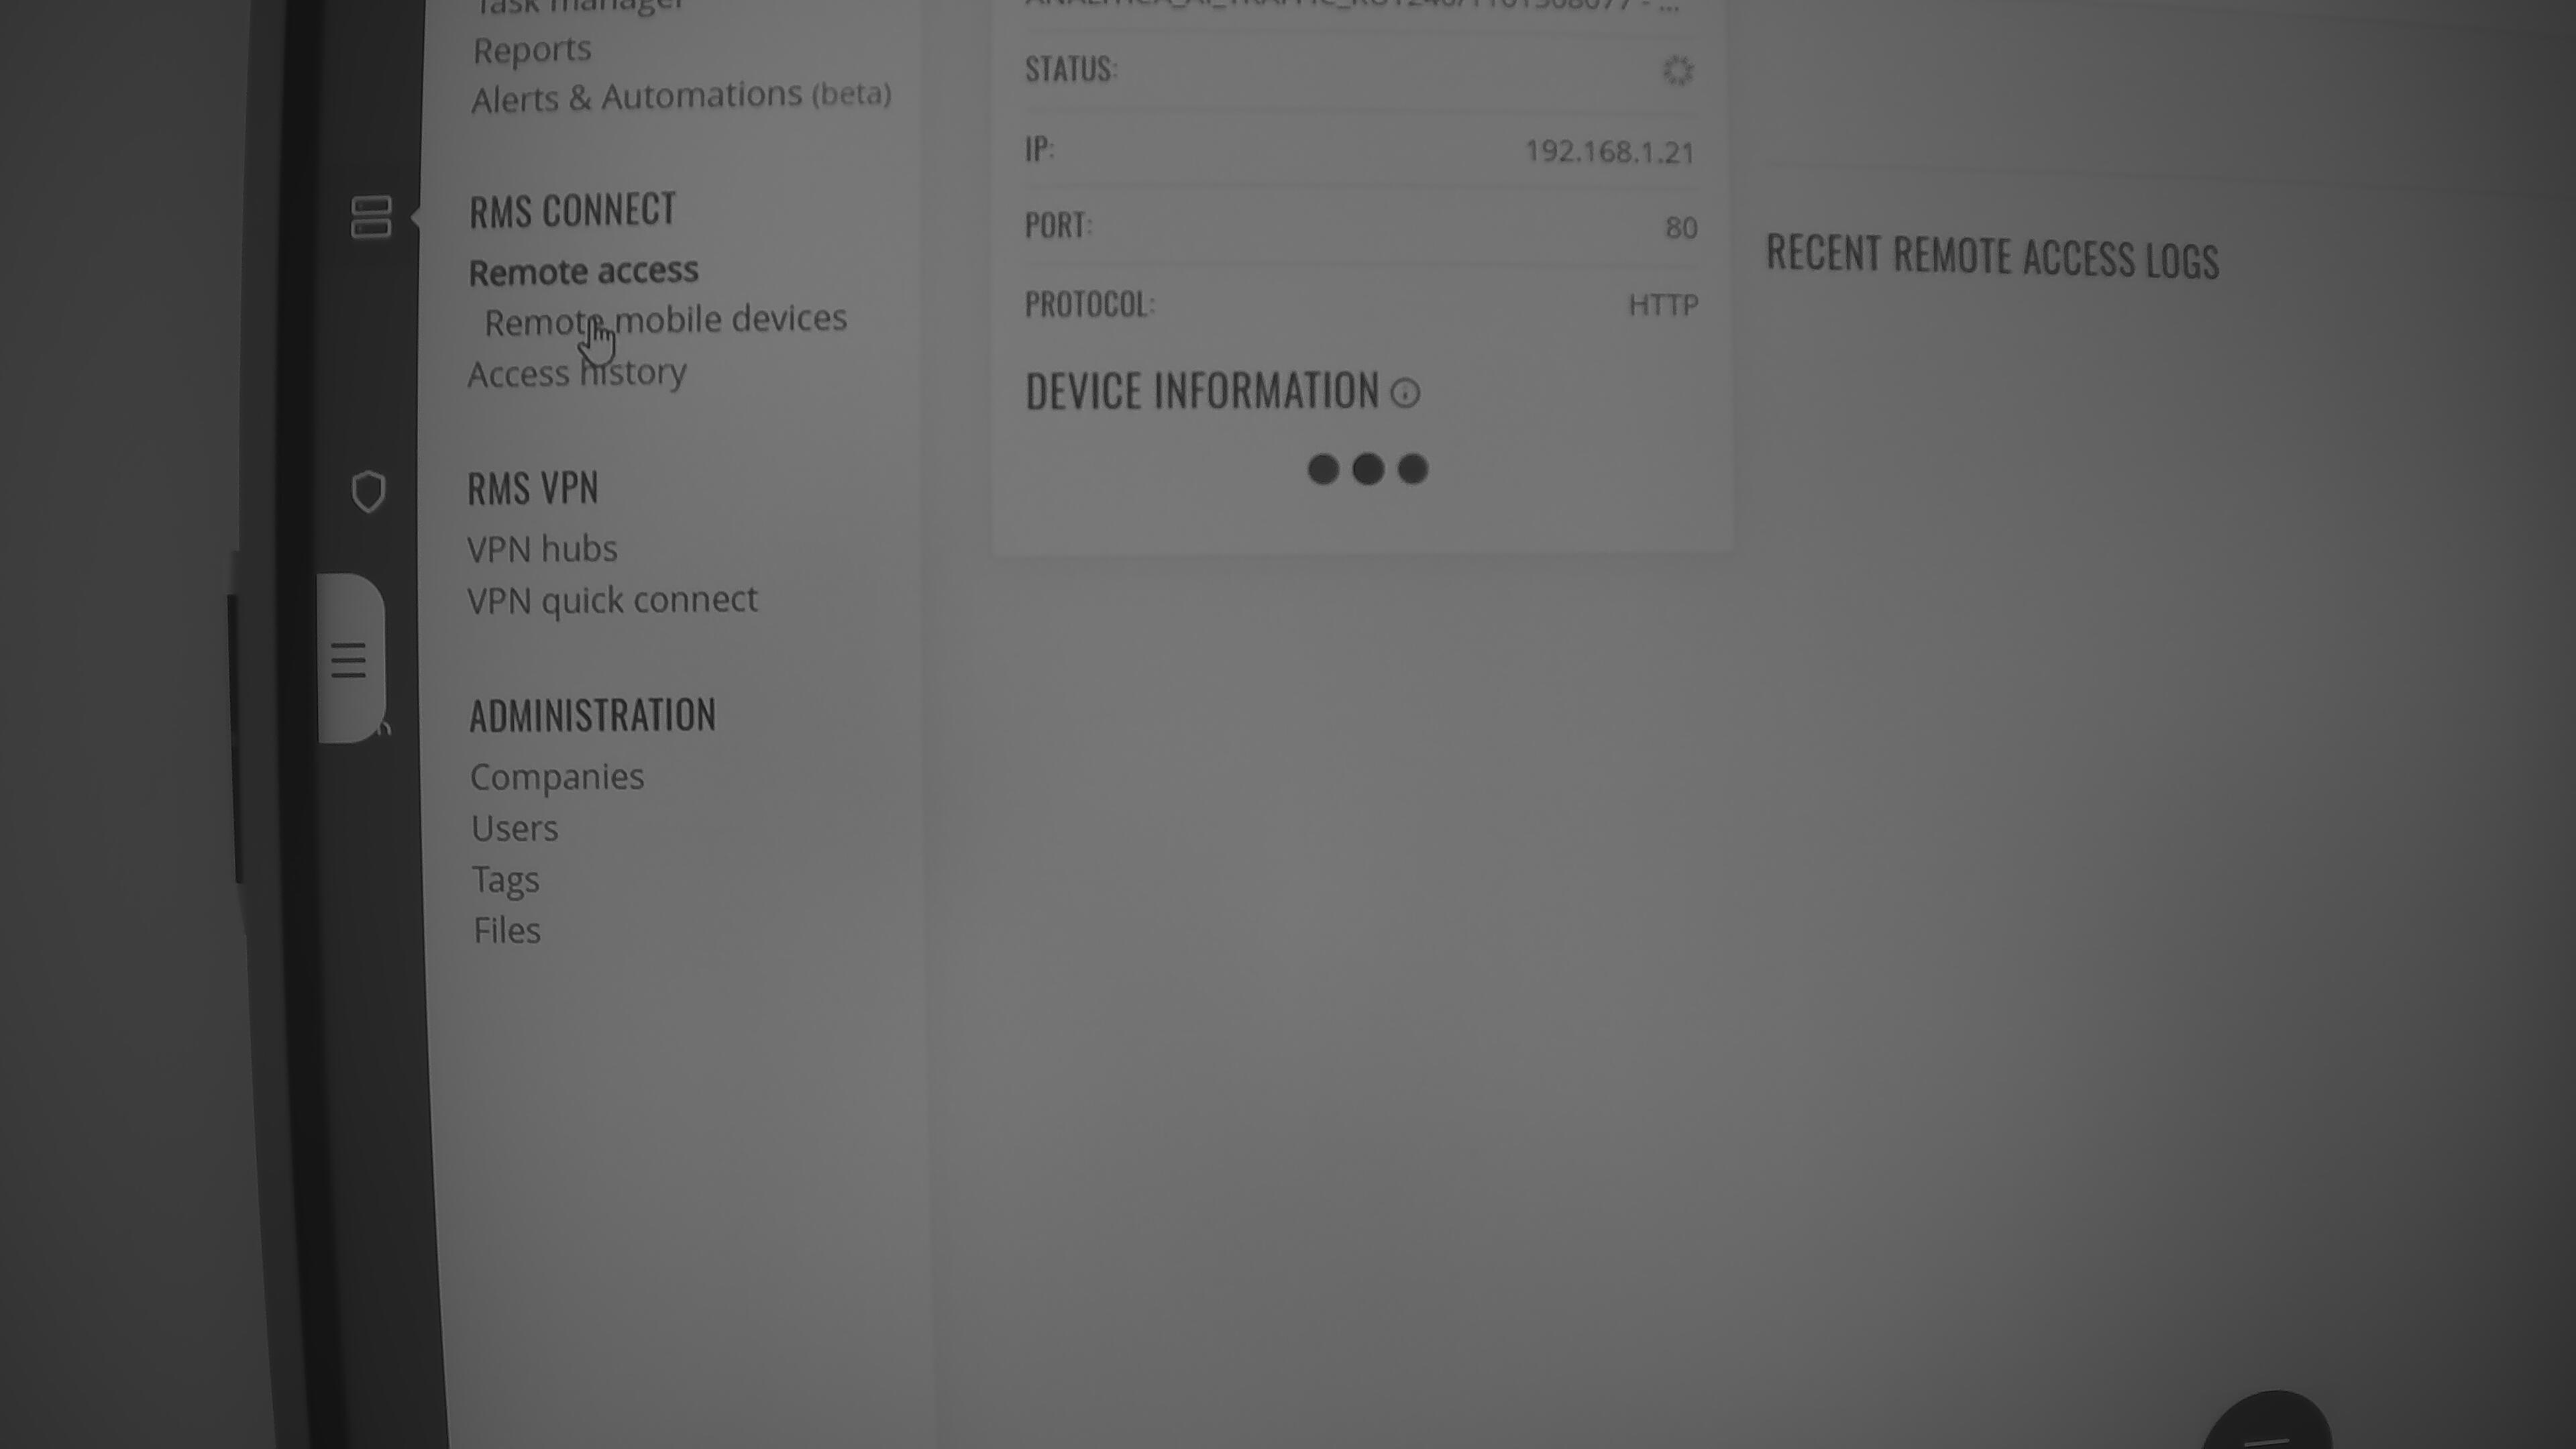 Task manager
Reports
Alerts & Automations (beta)
RMS CONNECT
Remote access
Remote mobile devices
Access history
RMS VPN
VPN hubs
VPN quick connect
ADMINISTRATION
Companies
Users
Tags
Files
STATUS:
IP: 192.168.1.21
PORT: 80
PROTOCOL: HTTP
DEVICE INFORMATION
RECENT REMOTE ACCESS LOGS